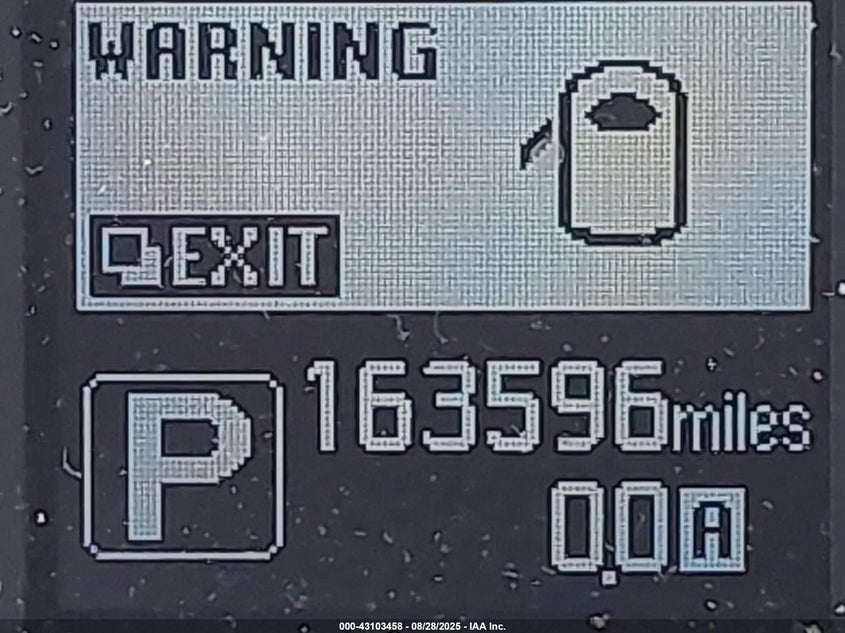 WARNING
EXIT
P
163596miles
0.0A
000-43103458 - 08/28/2025 - IAA Inc.